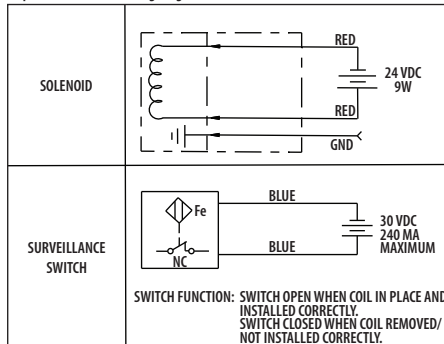 SOLENOID
RED
24 VDC
9W
RED
GND
SURVEILLANCE
SWITCH
Fe
NC
BLUE
BLUE
30 VDC
240 MA
MAXIMUM
SWITCH FUNCTION: SWITCH OPEN WHEN COIL IN PLACE AND
INSTALLED CORRECTLY.
SWITCH CLOSED WHEN COIL REMOVED/
NOT INSTALLED CORRECTLY.